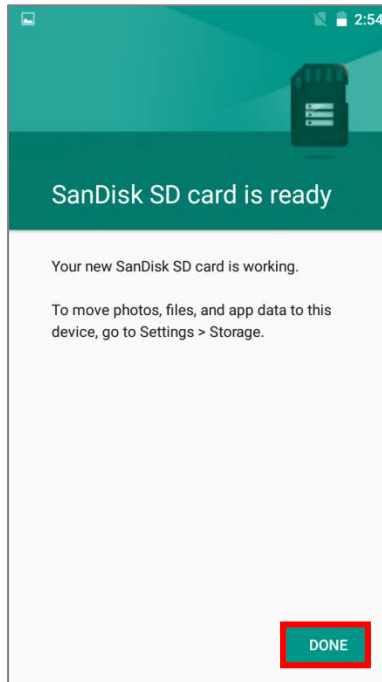 2:54
SanDisk SD card is ready
Your new SanDisk SD card is working.
To move photos, files, and app data to this
device, go to Settings > Storage.
DONE